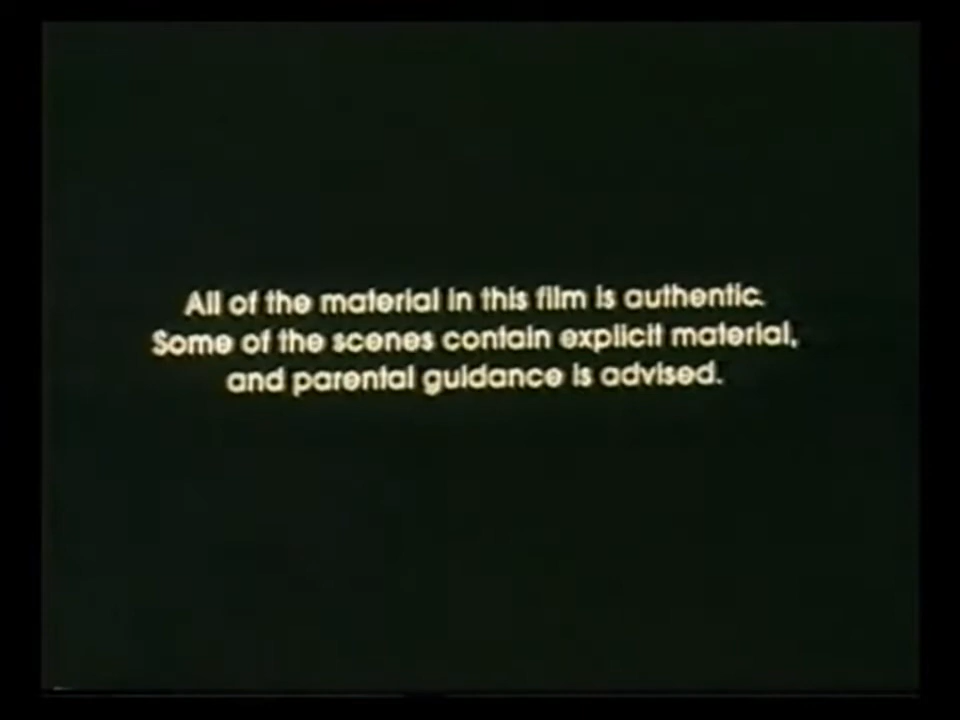 All of the material in this film is authentic.
Some of the scenes contain explicit material,
and parental guidance is advised.